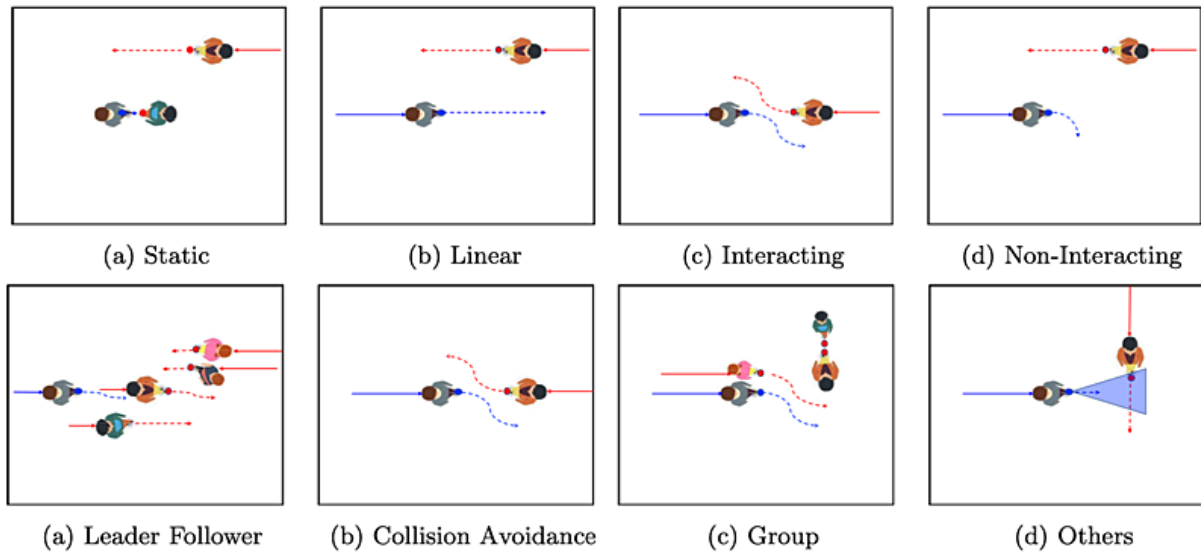 (a) Static
(b) Linear
(c) Interacting
(d) Non-Interacting
(a) Leader Follower
(b) Collision Avoidance
(c) Group
(d) Others